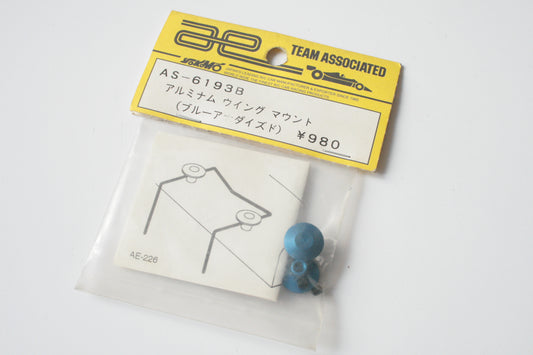 ae
TEAM ASSOCIATED
YOKOMO
AS-6193B
アルミナム ウイング マウント
(ブルーアーダイズド) ¥980
AE-226